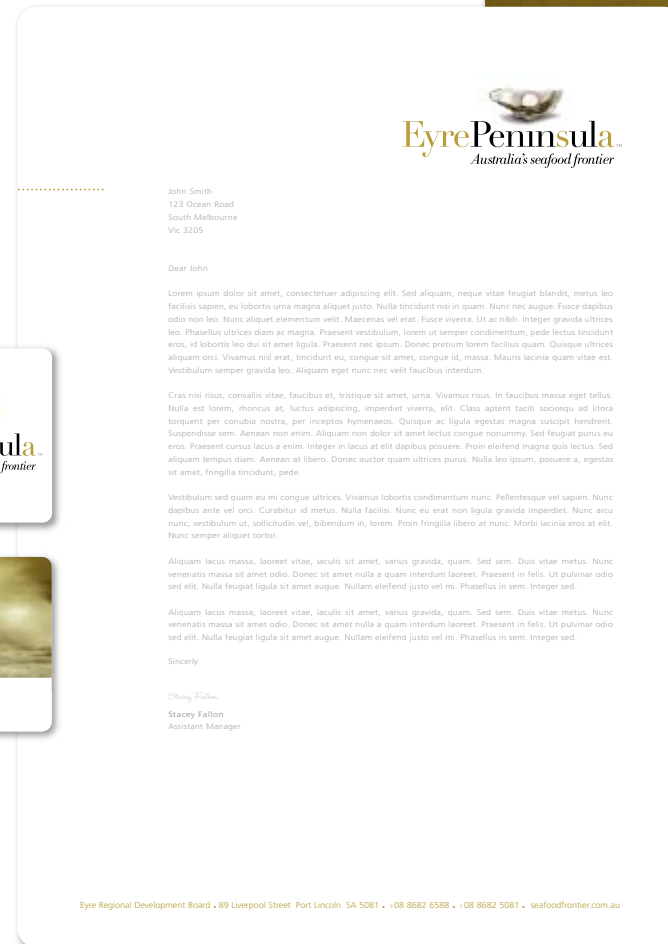 EyrePeninsula™
Australia's seafood frontier
John Smith
123 Ocean Road
South Melbourne
Vic 3205
Dear John
Lorem ipsum dolor sit amet, consectetuer adipiscing elit. Sed aliquam, neque vitae feugiat blandit, metus leo
facilisis sapien, eu lobortis urna magna aliquet justo. Nulla tincidunt nisi in quam. Nunc nec augue. Fusce dapibus
odio non leo. Nunc aliquet elementum velit. Maecenas vel erat. Fusce viverra. Ut ac nibh. Integer gravida ultrices
leo. Phasellus ultrices diam ac magna. Praesent vestibulum, lorem ut semper condimentum, pede lectus tincidunt
eros, id lobortis leo dui sit amet ligula. Praesent nec ipsum. Donec pretium lorem facilisis quam. Quisque ultrices
aliquam orci. Vivamus nisl erat, tincidunt eu, congue sit amet, congue id, massa. Mauris lacinia quam vitae est.
Vestibulum semper gravida leo. Aliquam eget nunc nec velit faucibus interdum.
Cras nisi risus, convallis vitae, faucibus et, tristique sit amet, urna. Vivamus risus. In faucibus massa eget tellus.
Nulla est lorem, rhoncus at, luctus adipiscing, imperdiet viverra, elit. Class aptent taciti sociosqu ad litora
torquent per conubia nostra, per inceptos hymenaeos. Quisque ac ligula egestas magna suscipit hendrerit.
Suspendisse sem. Aenean non enim. Aliquam non dolor sit amet lectus congue nonummy. Sed feugiat purus eu
eros. Praesent cursus lacus a enim. Integer in lacus at elit dapibus posuere. Proin eleifend magna quis lectus. Sed
aliquam tempus diam. Aenean at libero. Donec auctor quam ultrices purus. Nulla leo ipsum, posuere a, egestas
sit amet, fringilla tincidunt, pede.
Vestibulum sed quam eu mi congue ultrices. Vivamus lobortis condimentum nunc. Pellentesque vel sapien. Nunc
dapibus ante vel orci. Curabitur id metus. Nulla facilisi. Nunc eu erat non ligula gravida imperdiet. Nunc arcu
nunc, vestibulum ut, sollicitudin vel, bibendum in, lorem. Proin fringilla libero at nunc. Morbi lacinia eros at elit.
Nunc semper aliquet tortor.
Aliquam lacus massa, laoreet vitae, iaculis sit amet, varius gravida, quam. Sed sem. Duis vitae metus. Nunc
venenatis massa sit amet odio. Donec sit amet nulla a quam interdum laoreet. Praesent in felis. Ut pulvinar odio
sed elit. Nulla feugiat ligula sit amet augue. Nullam eleifend justo vel mi. Phasellus in sem. Integer sed.
Aliquam lacus massa, laoreet vitae, iaculis sit amet, varius gravida, quam. Sed sem. Duis vitae metus. Nunc
venenatis massa sit amet odio. Donec sit amet nulla a quam interdum laoreet. Praesent in felis. Ut pulvinar odio
sed elit. Nulla feugiat ligula sit amet augue. Nullam eleifend justo vel mi. Phasellus in sem. Integer sed.
Sincerly
Stacey Fallon
Stacey Fallon
Assistant Manager
ula™
frontier
Eyre Regional Development Board • 89 Liverpool Street Port Lincoln SA 5081 • 08 8682 6588 • 08 8682 5081 • seafoodfrontier.com.au